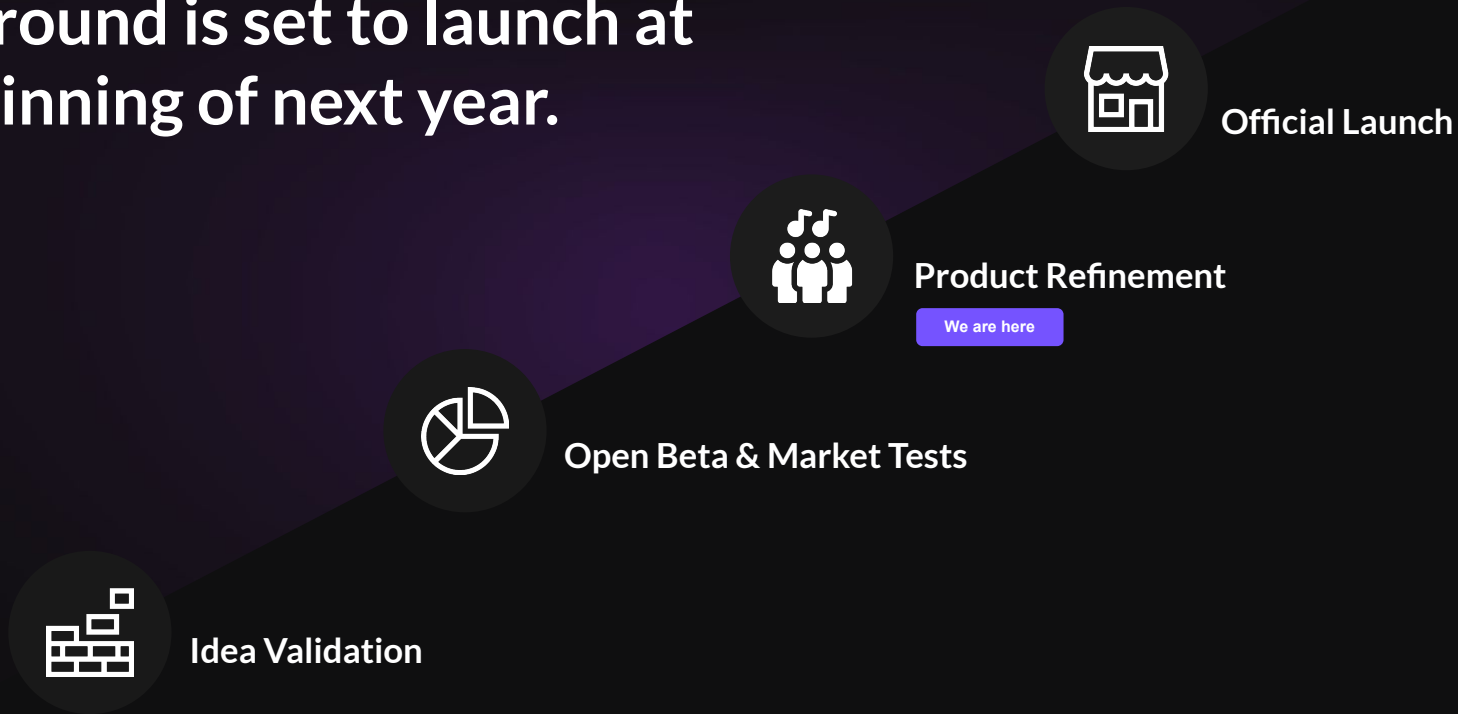 round is set to launch at
inning of next year.
Official Launch
Product Refinement
We are here
Open Beta & Market Tests
Idea Validation